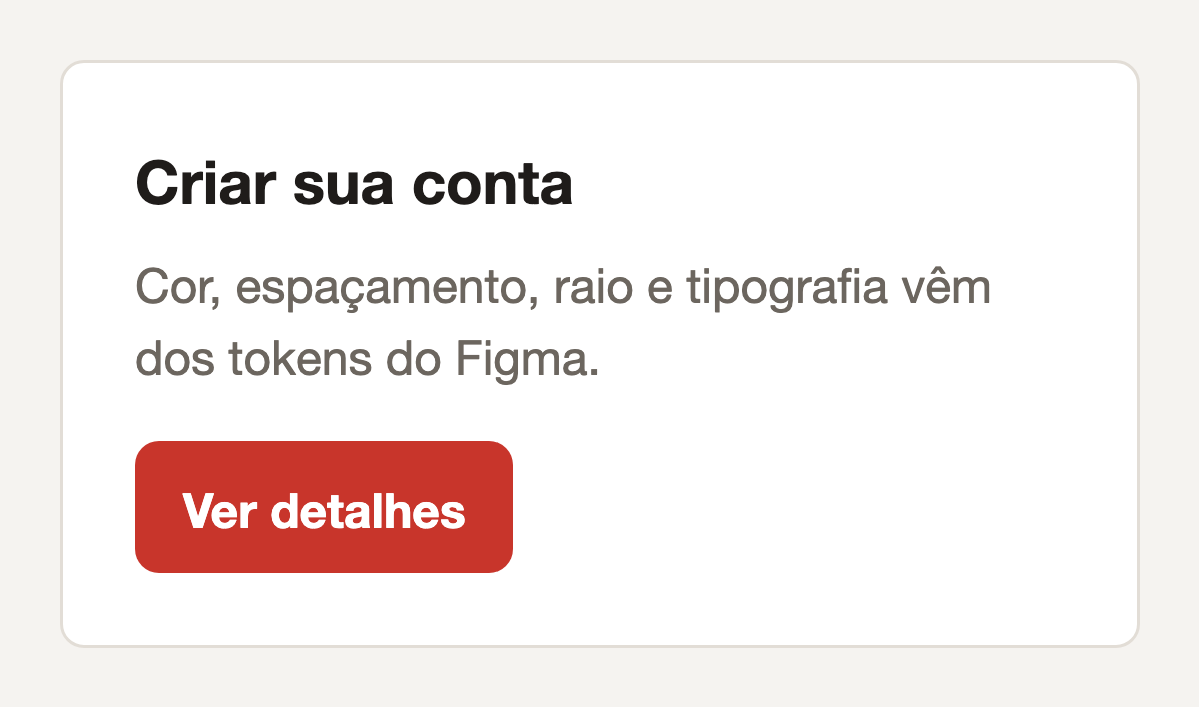 Criar sua conta
Cor, espaçamento, raio e tipografia vêm
dos tokens do Figma.
Ver detalhes